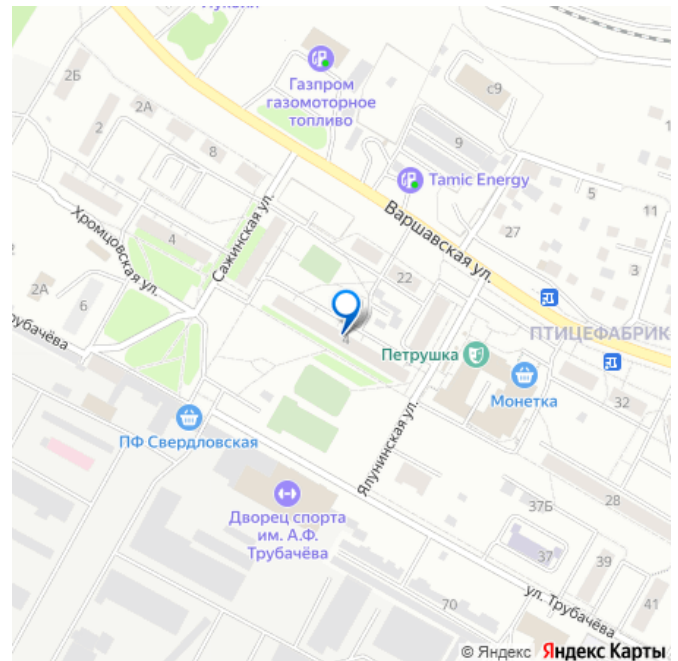 2Б
2А
2
8
Газпром
газомоторное
топливо
с9
9
Tamic Energy
5
11
27
3
Варшавская ул.
Сажинская ул.
Хромцовская ул.
4
2
2А
6
22
4
Петрушка
ПТИЦЕФАБРИК
Монетка
32
ПФ Свердловская
Ялунинская ул.
28
Дворец спорта
им. А.Ф.
Трубачёва
37Б
37
39
41
70
ул. Трубачёва
© Яндекс Яндекс Карты